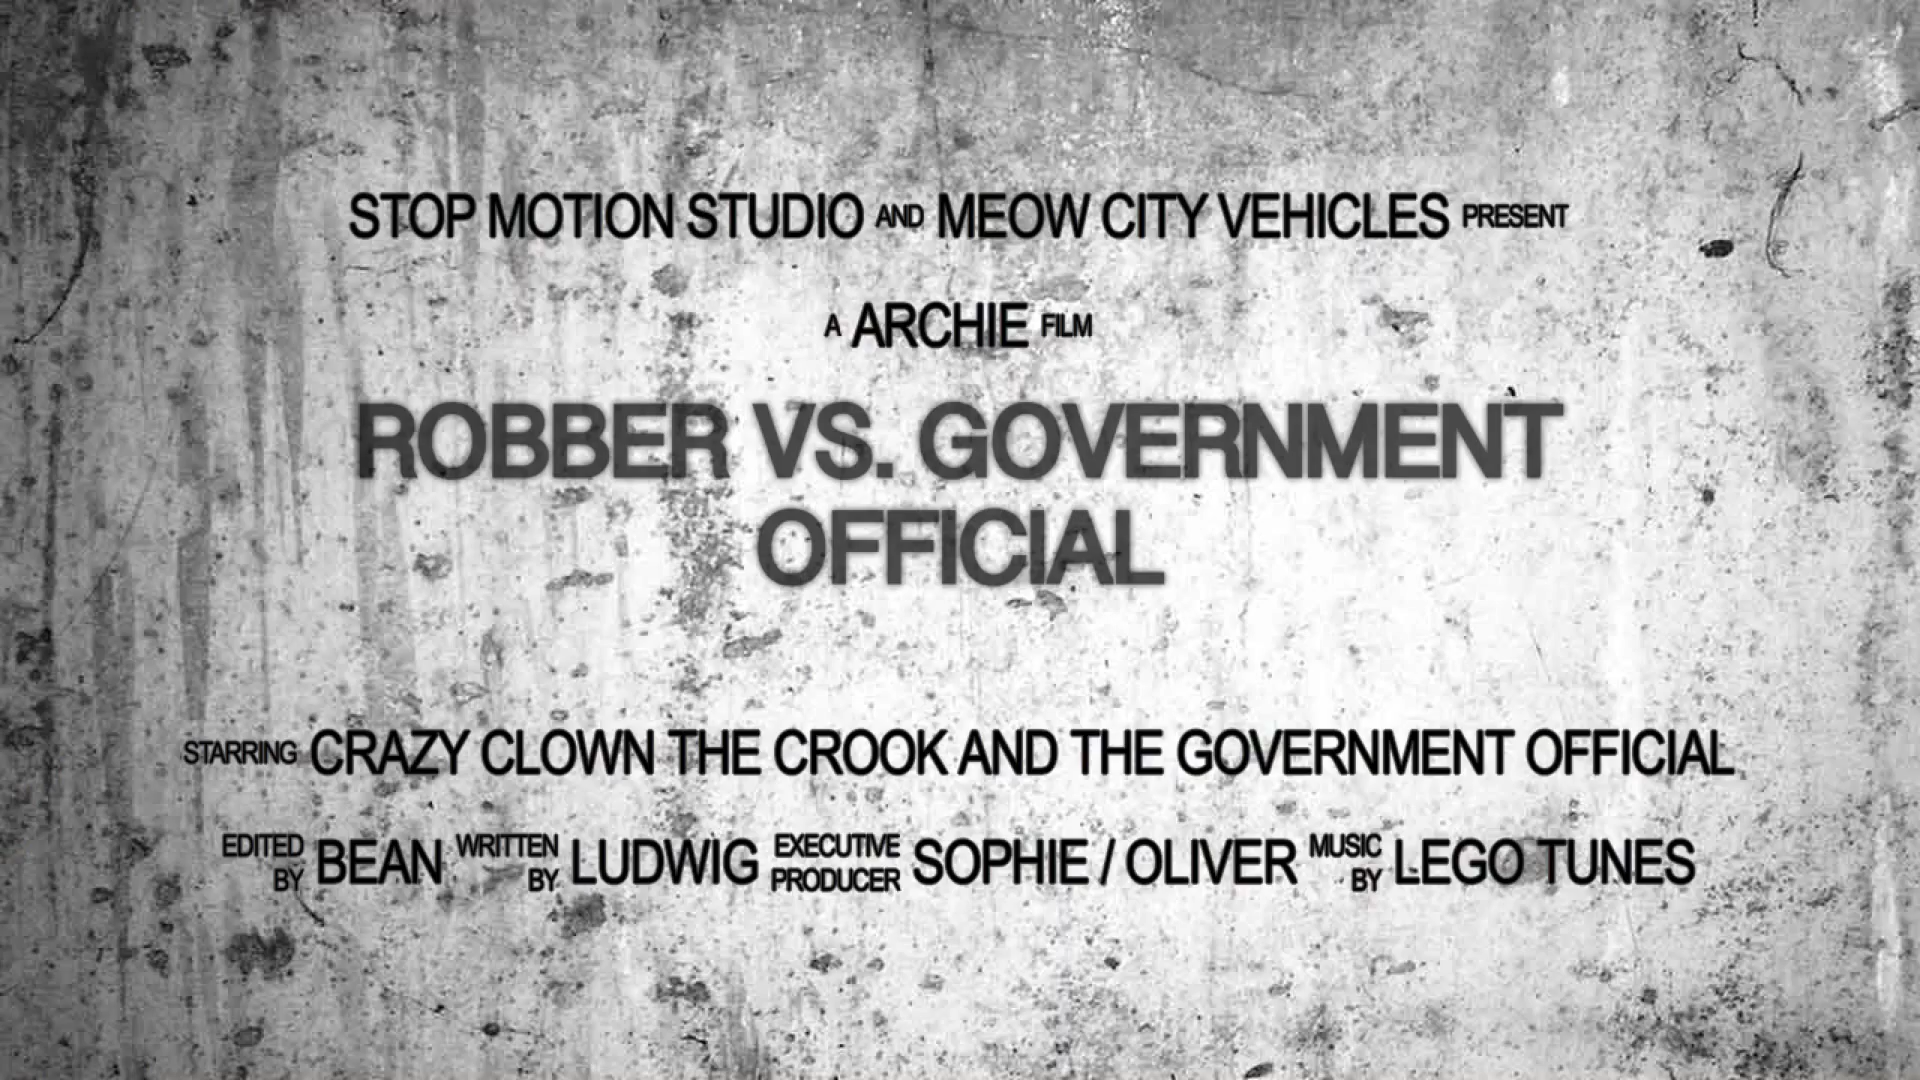 STOP MOTION STUDIO AND MEOW CITY VEHICLES PRESENT
A ARCHIE FILM
ROBBER VS. GOVERNMENT
OFFICIAL
STARRING CRAZY CLOWN THE CROOK AND THE GOVERNMENT OFFICIAL
EDITED BY BEAN WRITTEN BY LUDWIG EXECUTIVE PRODUCER SOPHIE / OLIVER MUSIC BY LEGO TUNES